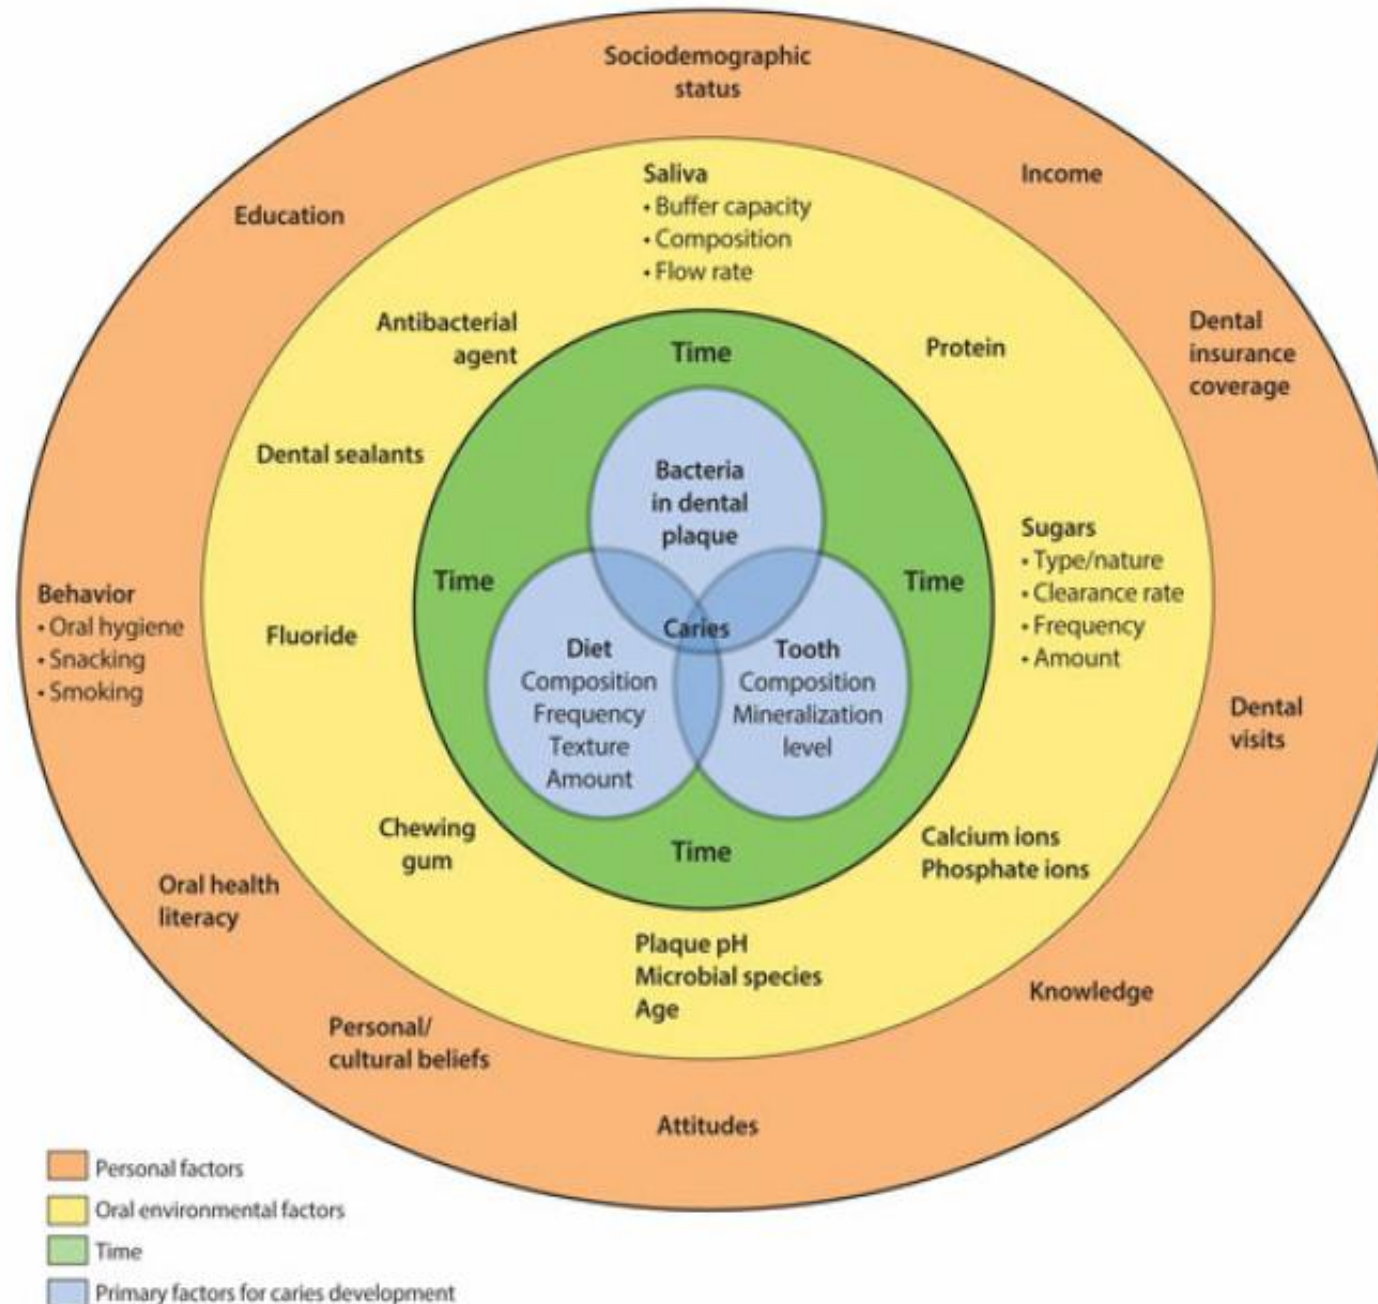 Sociodemographic
status
Income
Education
Saliva
• Buffer capacity
• Composition
• Flow rate
Antibacterial
agent
Time
Protein
Dental
insurance
coverage
Dental sealants
Bacteria
in dental
plaque
Sugars
• Type/nature
• Clearance rate
• Frequency
• Amount
Time
Time
Behavior
• Oral hygiene
• Snacking
• Smoking
Fluoride
Caries
Diet
Composition
Frequency
Texture
Amount
Tooth
Composition
Mineralization
level
Dental
visits
Chewing
gum
Time
Calcium ions
Phosphate ions
Oral health
literacy
Plaque pH
Microbial species
Age
Knowledge
Personal/
cultural beliefs
Attitudes
Personal factors
Oral environmental factors
Time
Primary factors for caries development